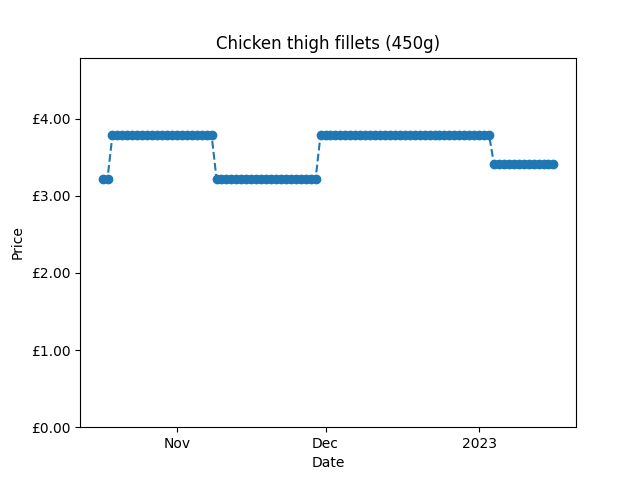 Chicken thigh fillets (450g)
£4.00
£3.00
£2.00
£1.00
£0.00
Price
Nov
Dec
2023
Date